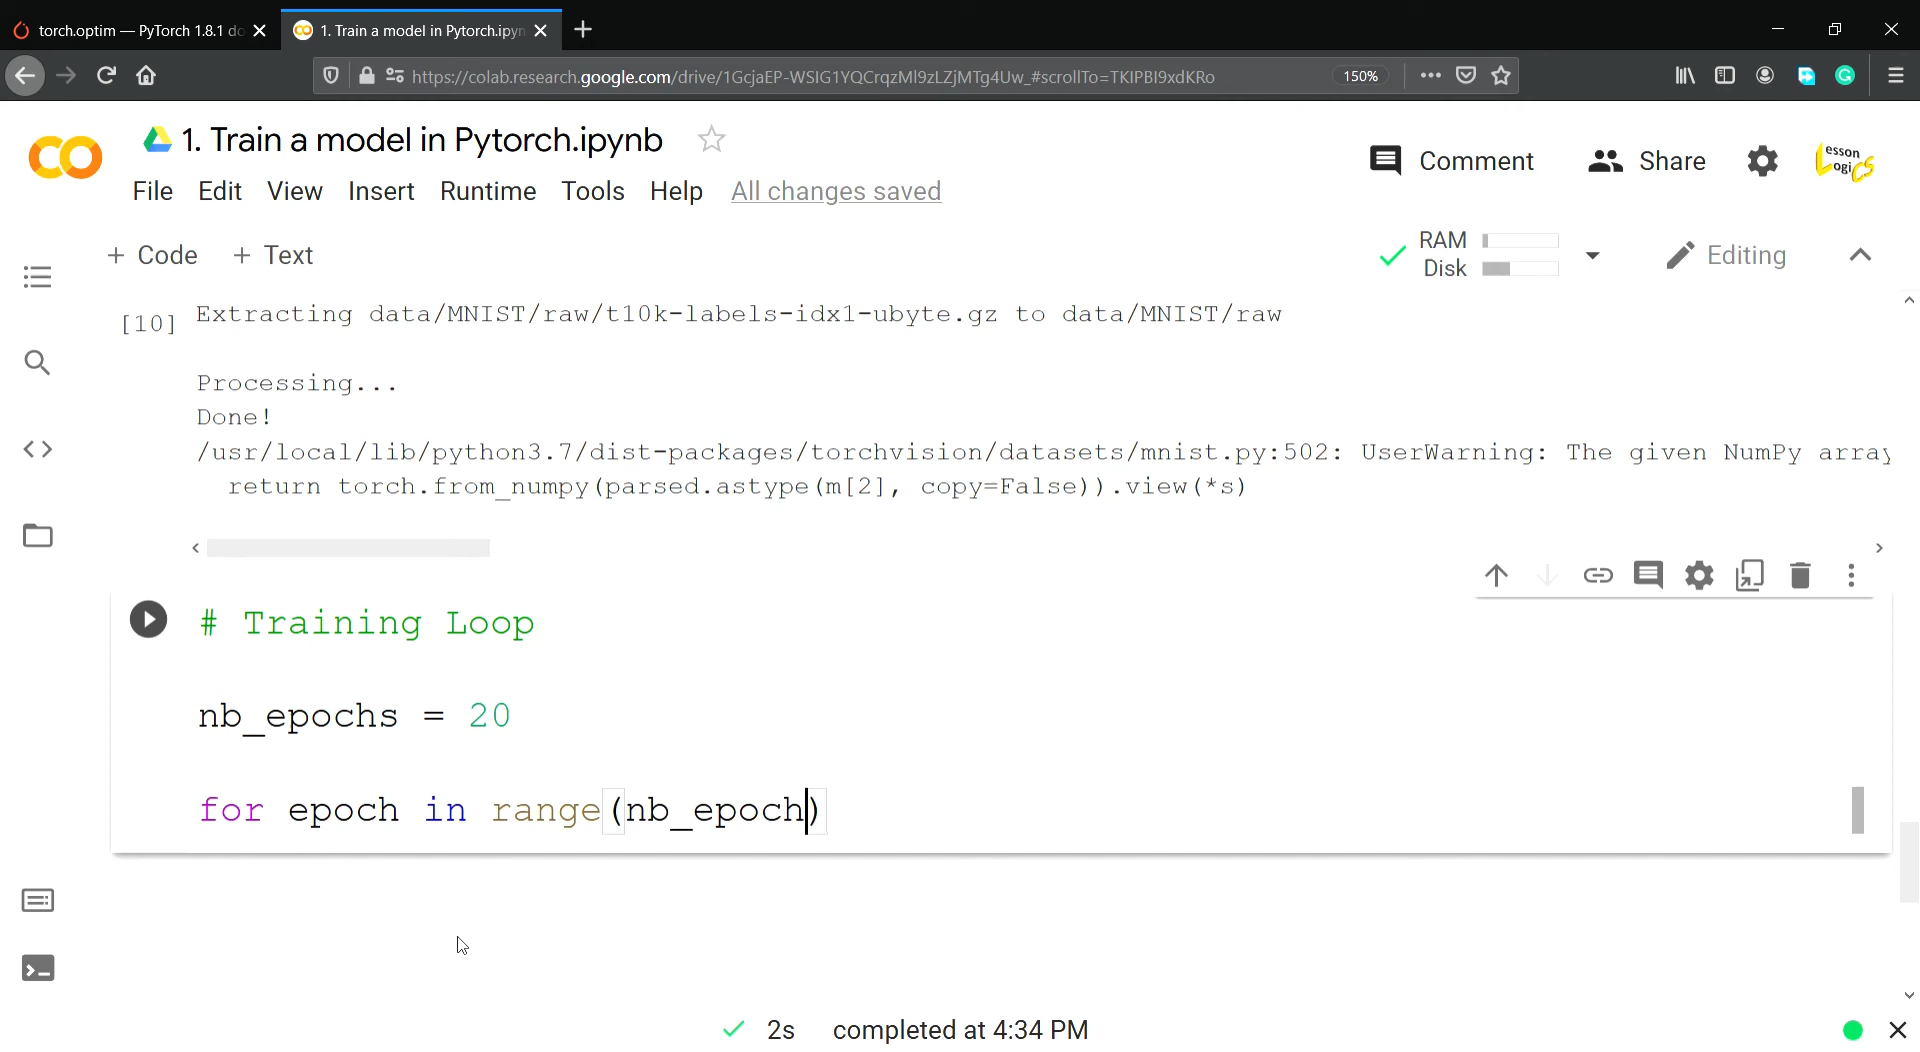 torch.optim — PyTorch 1.8.1 do
1. Train a model in Pytorch.ipyn
https://colab.research.google.com/drive/1GcjaEP-WSIG1YQCrqzMl9zLZjMTg4Uw_#scrollTo=TKIPBI9xdKRo
150%
1. Train a model in Pytorch.ipynb
Comment
Share
Lesson
LogiCS
File Edit View Insert Runtime Tools Help All changes saved
+ Code + Text
RAM
Disk
Editing
[10]
Extracting data/MNIST/raw/t10k-labels-idx1-ubyte.gz to data/MNIST/raw
Processing...
Done!
/usr/local/lib/python3.7/dist-packages/torchvision/datasets/mnist.py:502: UserWarning: The given NumPy array
return torch.from_numpy(parsed.astype(m[2], copy=False)).view(*s)
# Training Loop
nb_epochs = 20
for epoch in range(nb_epoch)
2s completed at 4:34 PM